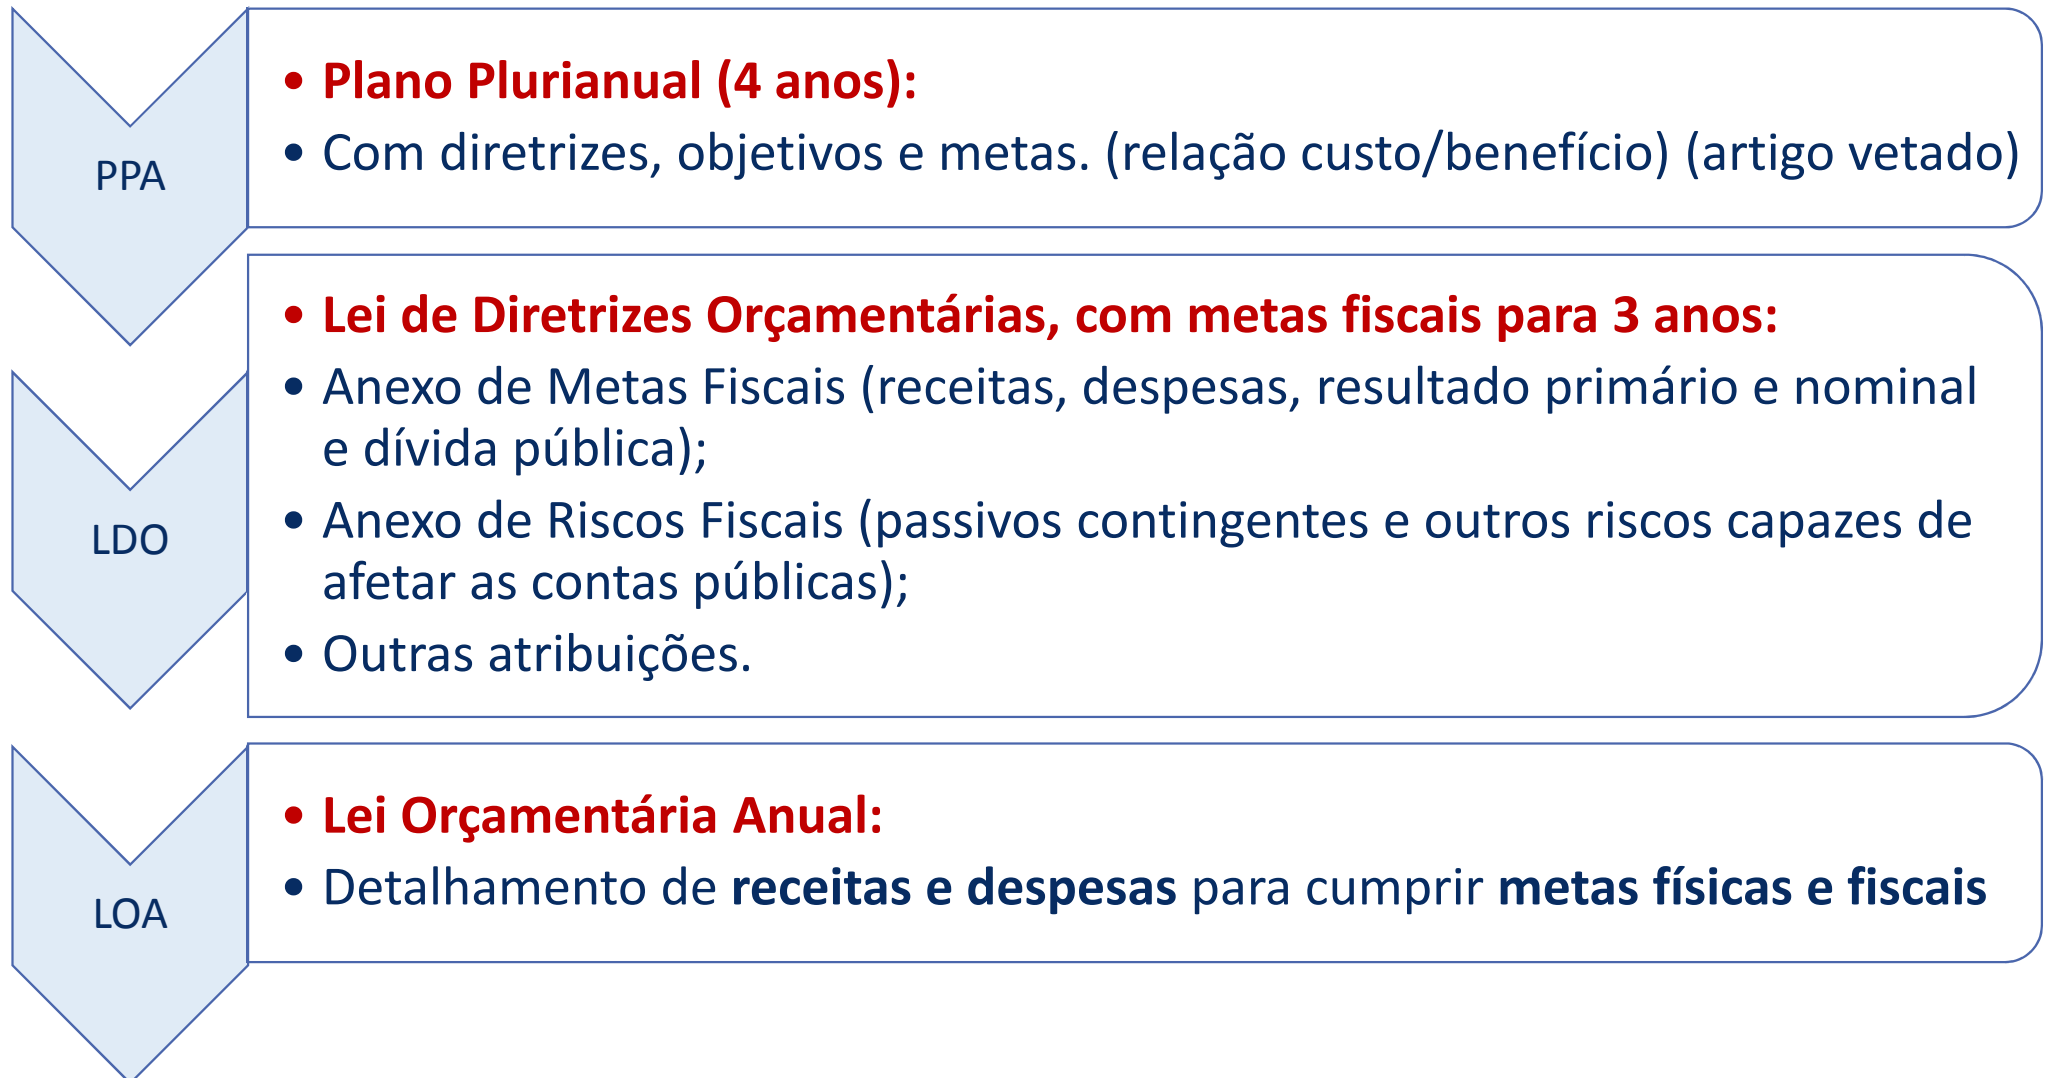 PPA
• Plano Plurianual (4 anos):
• Com diretrizes, objetivos e metas. (relação custo/benefício) (artigo vetado)
LDO
• Lei de Diretrizes Orçamentárias, com metas fiscais para 3 anos:
• Anexo de Metas Fiscais (receitas, despesas, resultado primário e nominal
e dívida pública);
• Anexo de Riscos Fiscais (passivos contingentes e outros riscos capazes de
afetar as contas públicas);
• Outras atribuições.
LOA
• Lei Orçamentária Anual:
• Detalhamento de receitas e despesas para cumprir metas físicas e fiscais